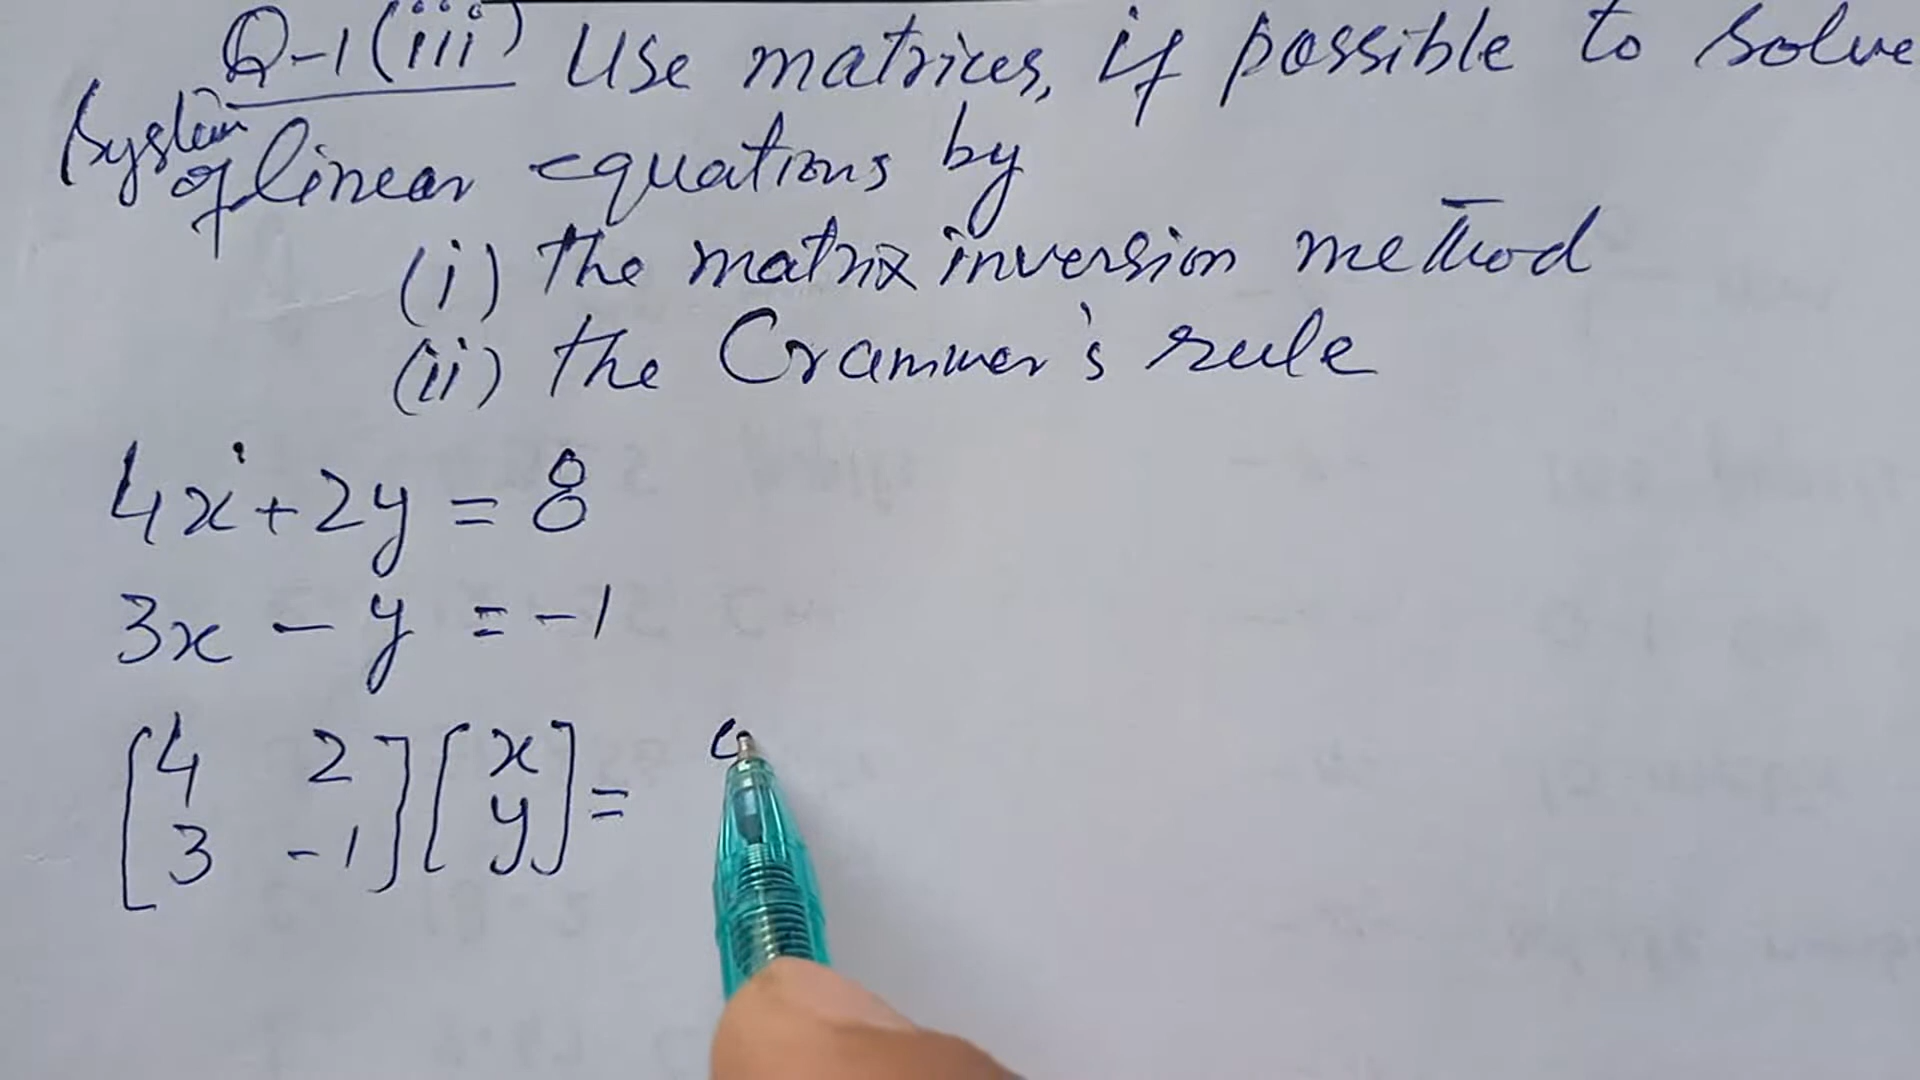 Q-1(iii) Use matrices, if possible to solve
system of linear equations by
(i) the matrix inversion method
(ii) the Crammer's rule
4x + 2y = 8
3x - y = -1
[4 2] [x] =
[3 -1] [y]